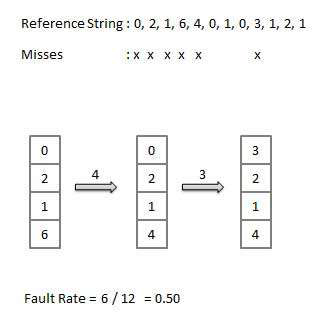 Reference String : 0, 2, 1, 6, 4, 0, 1, 0, 3, 1, 2, 1
Misses : x x x x x x
0 0 3
4 3
2 2 2
1 1 1
6 4 4
Fault Rate = 6 / 12 = 0.50